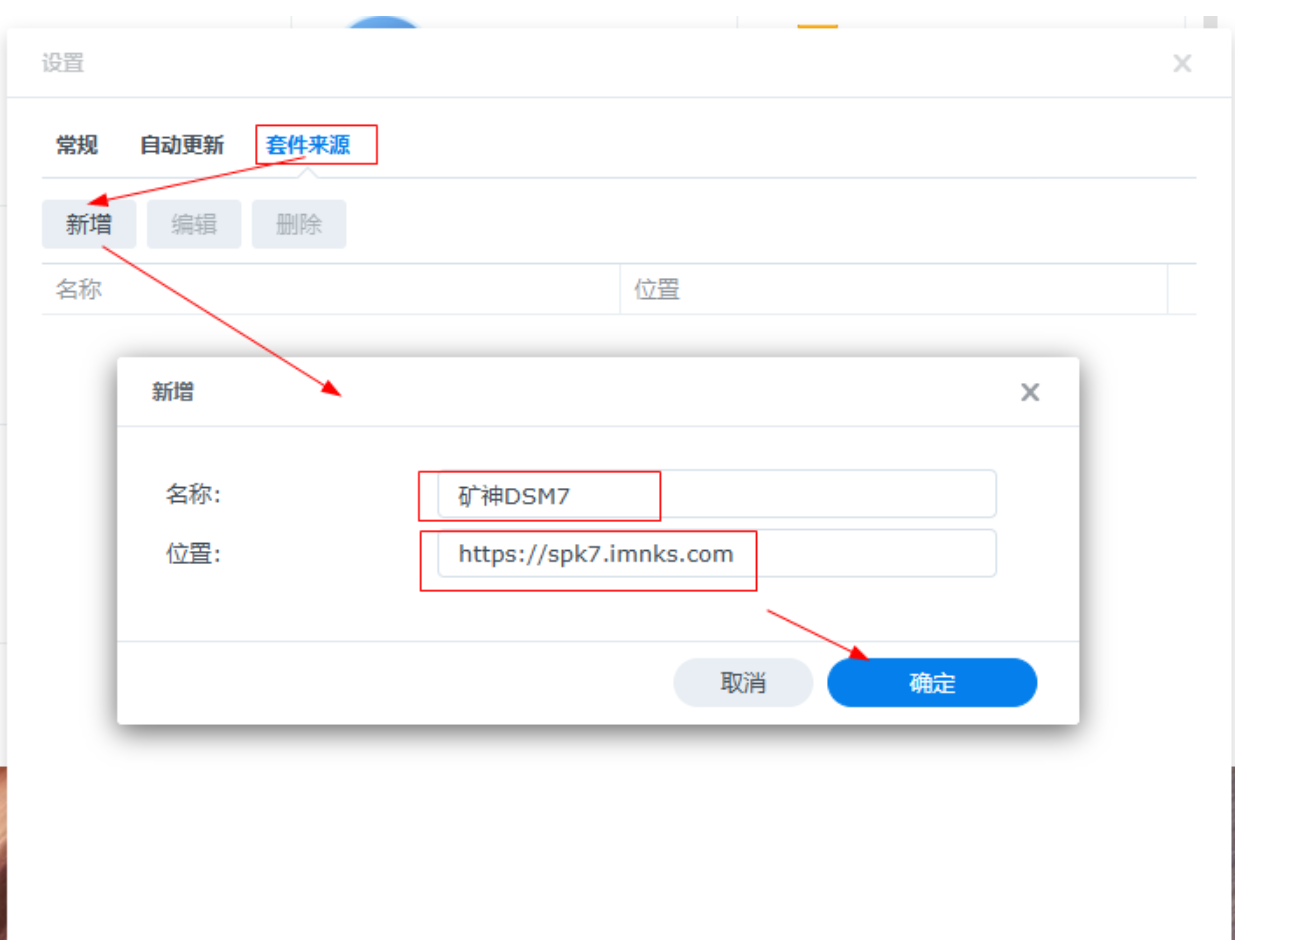 设置
常规 自动更新 套件来源
新增 编辑 删除
名称 位置
新增
名称: 矿神DSM7
位置: https://spk7.imnks.com
取消 确定